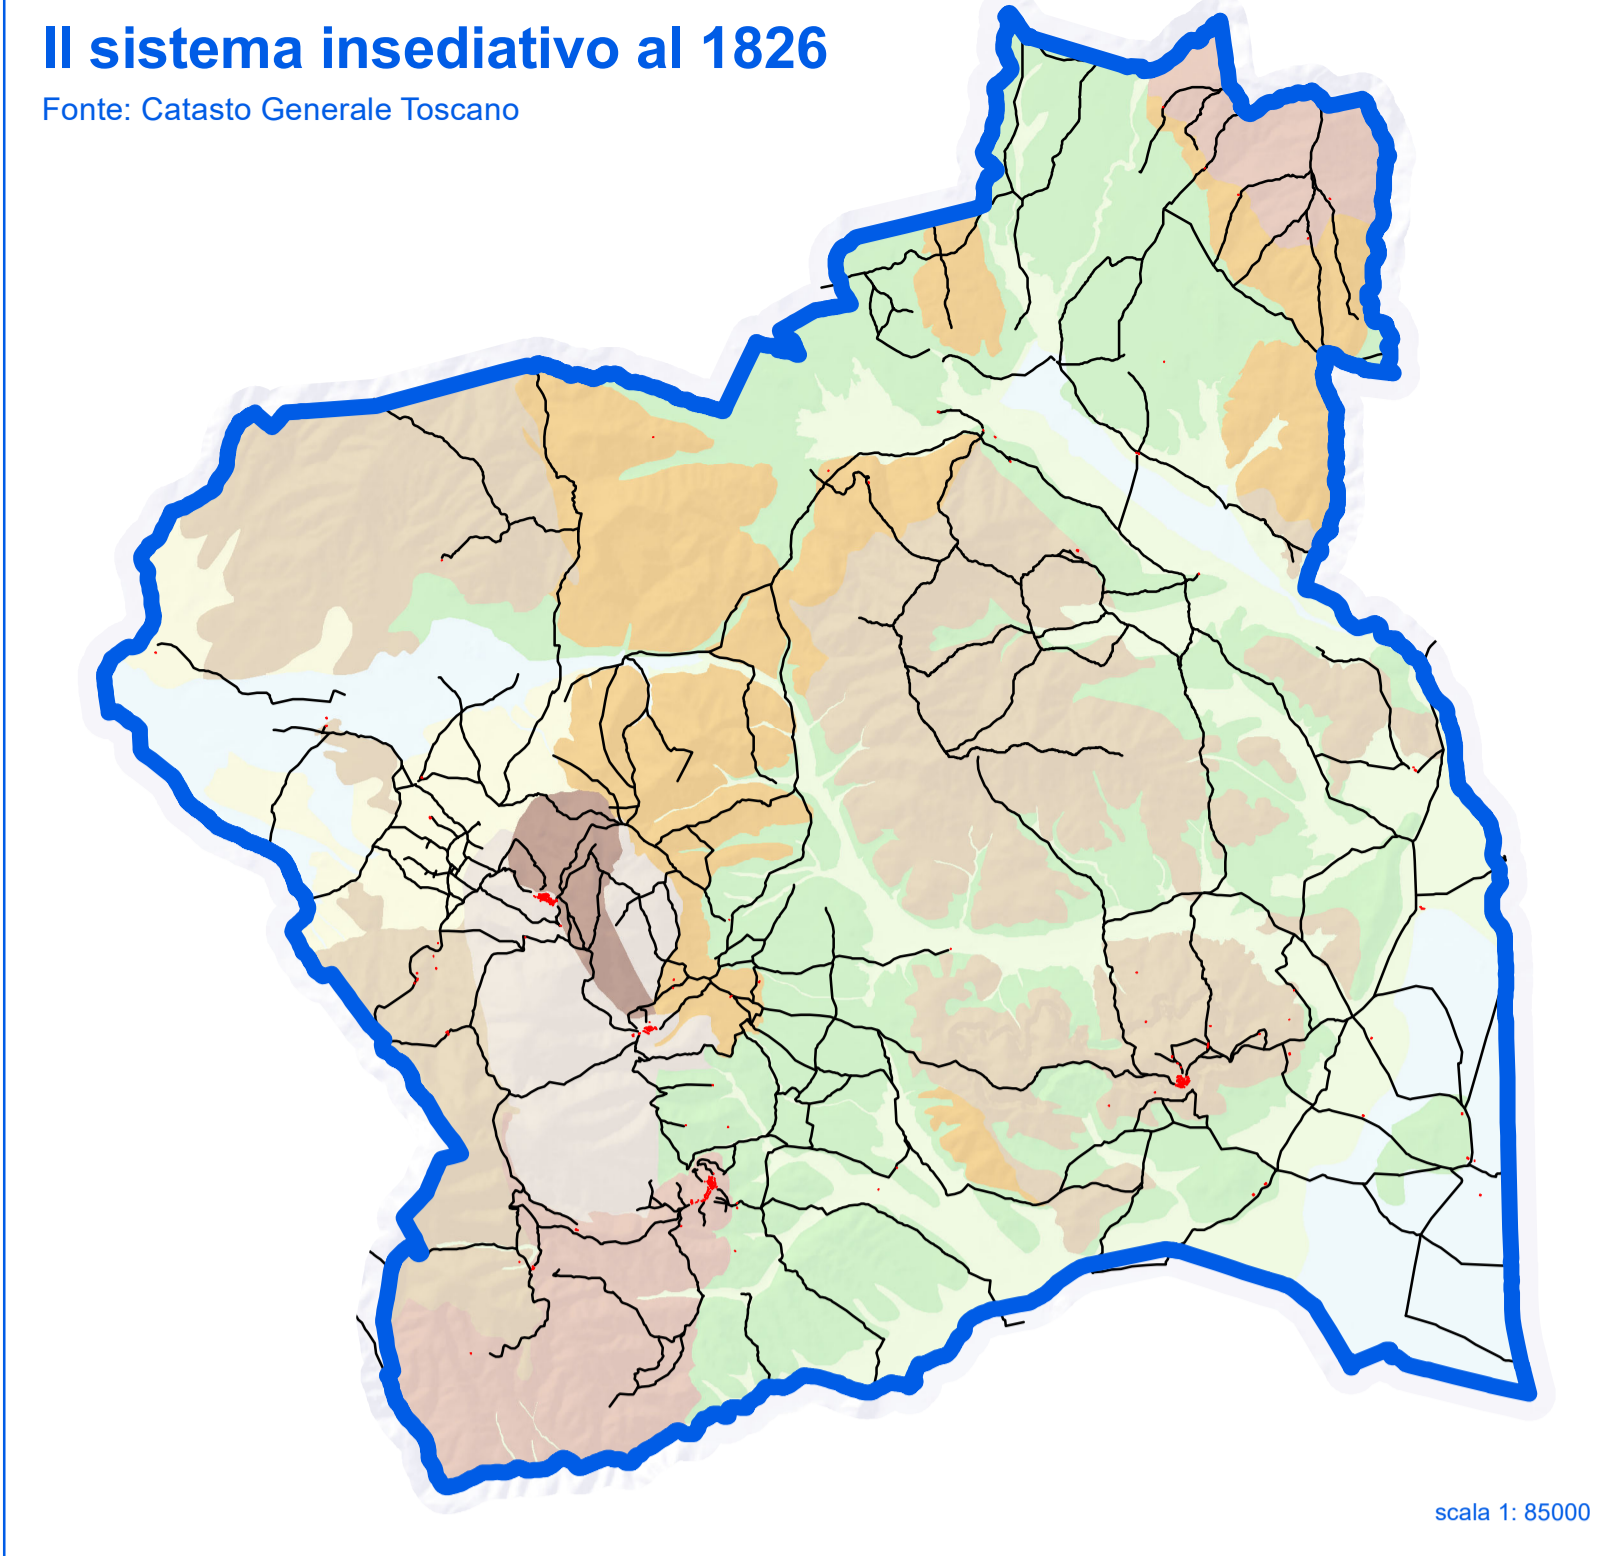 Il sistema insediativo al 1826
Fonte: Catasto Generale Toscano
scala 1: 85000